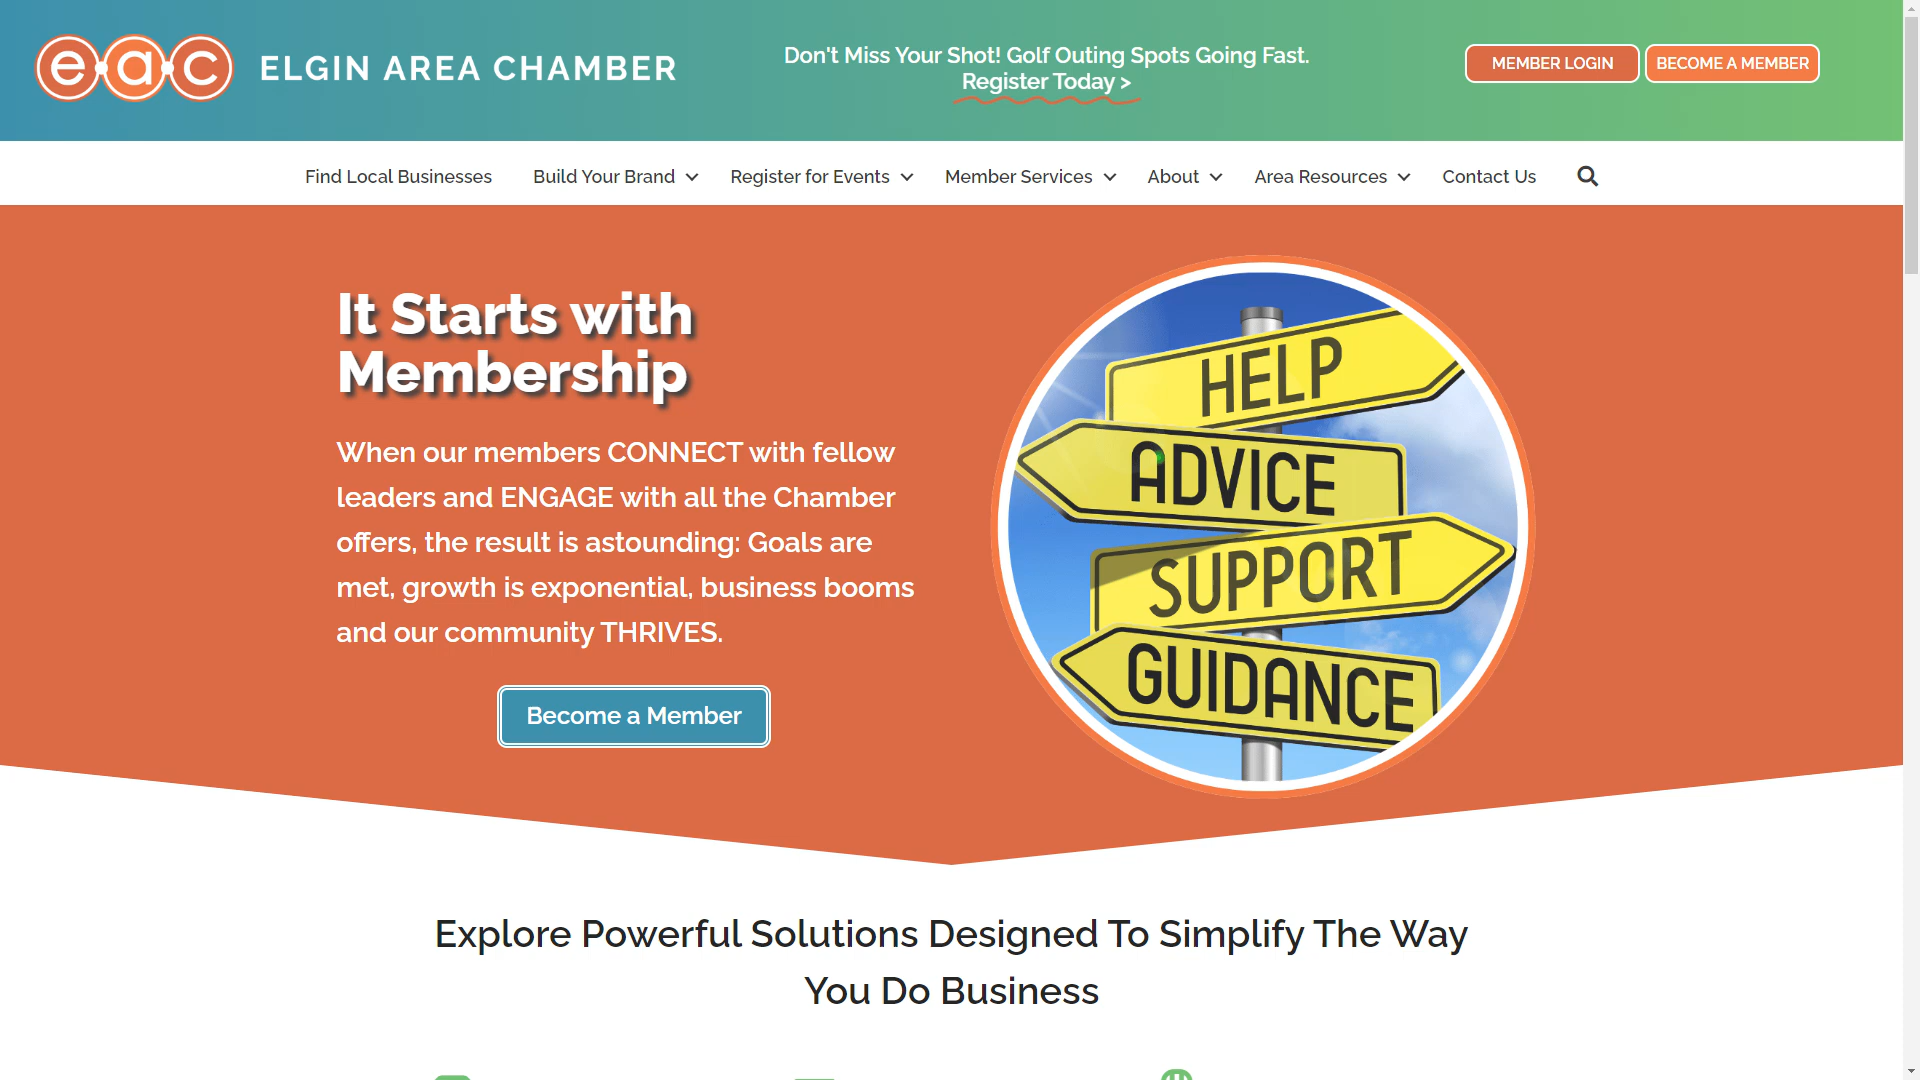 eac
ELGIN AREA CHAMBER
Don't Miss Your Shot! Golf Outing Spots Going Fast.
Register Today >
MEMBER LOGIN
BECOME A MEMBER
Find Local Businesses
Build Your Brand
Register for Events
Member Services
About
Area Resources
Contact Us
It Starts with
Membership
When our members CONNECT with fellow
leaders and ENGAGE with all the Chamber
offers, the result is astounding: Goals are
met, growth is exponential, business booms
and our community THRIVES.
Become a Member
HELP
ADVICE
SUPPORT
GUIDANCE
Explore Powerful Solutions Designed To Simplify The Way
You Do Business